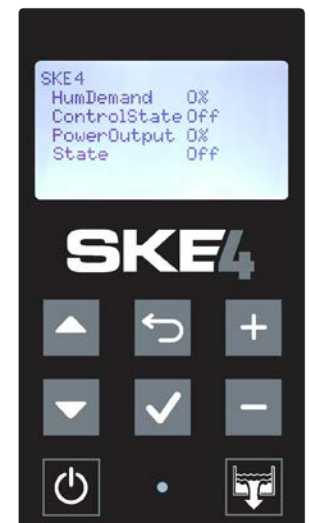 SKE4
HumDemand 0%
ControlState Off
PowerOutput 0%
State Off
SKE4